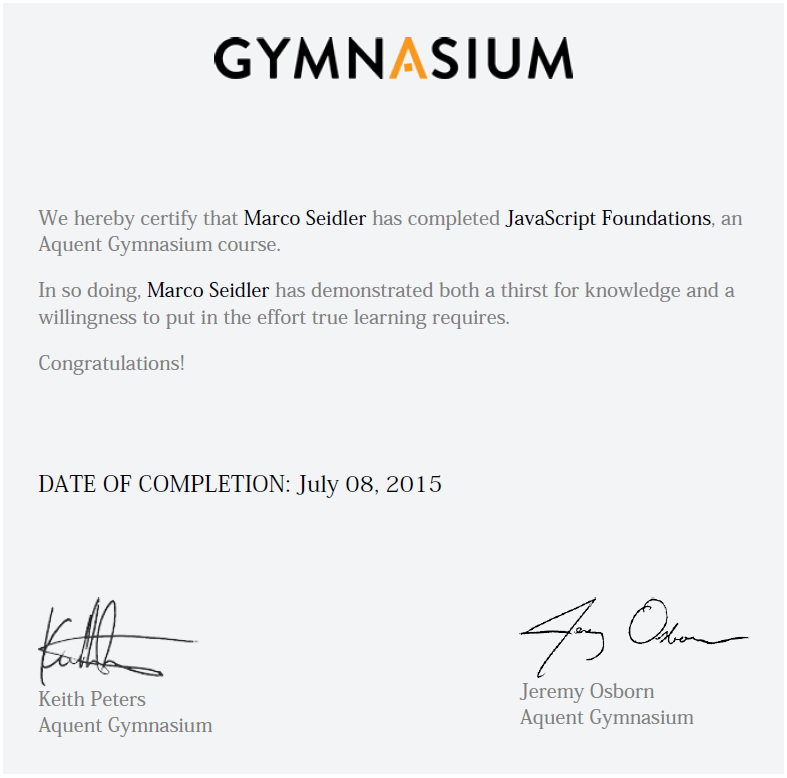 GYMNASIUM
We hereby certify that Marco Seidler has completed JavaScript Foundations, an
Aquent Gymnasium course.
In so doing, Marco Seidler has demonstrated both a thirst for knowledge and a
willingness to put in the effort true learning requires.
Congratulations!
DATE OF COMPLETION: July 08, 2015
Jeremy Osborn
Keith Peters
Aquent Gymnasium
Jeremy Osborn
Aquent Gymnasium